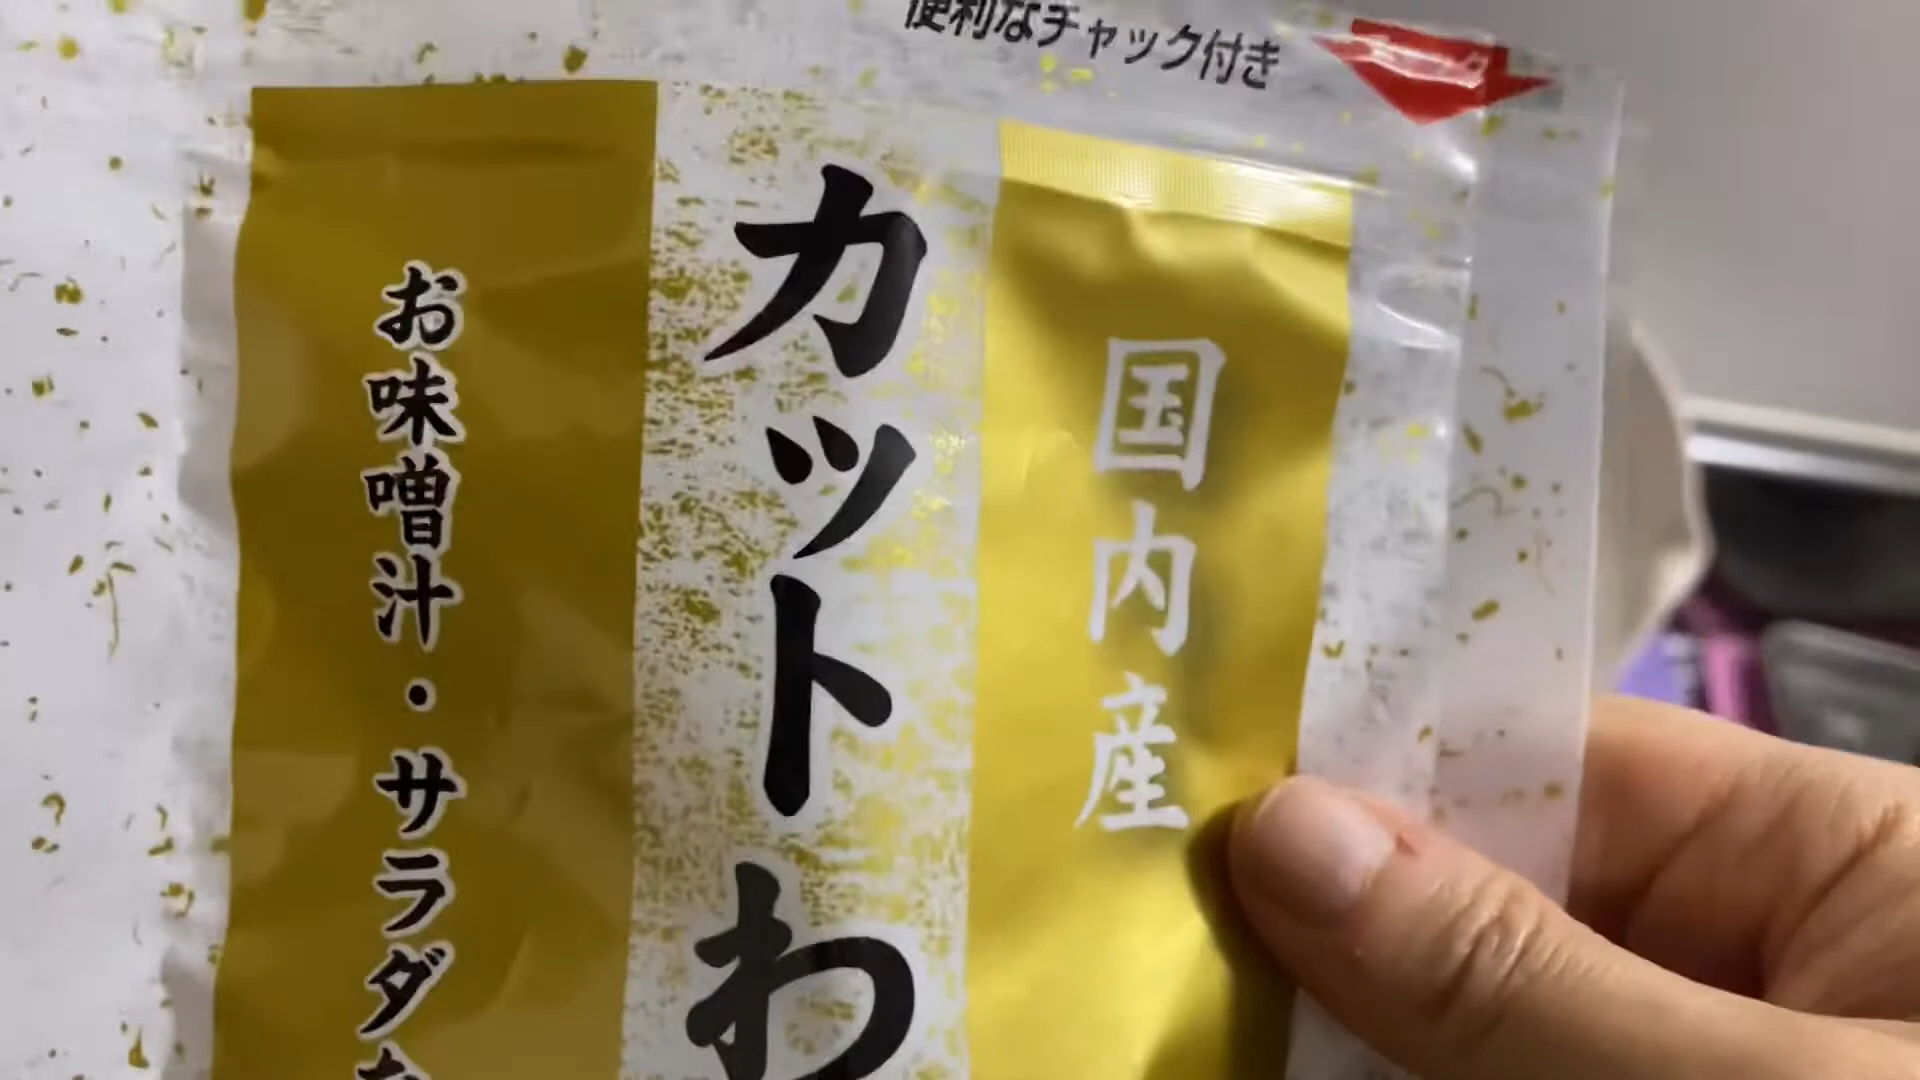 便利なチャック付き
国内産
カットわ
お味噌汁・サラダな